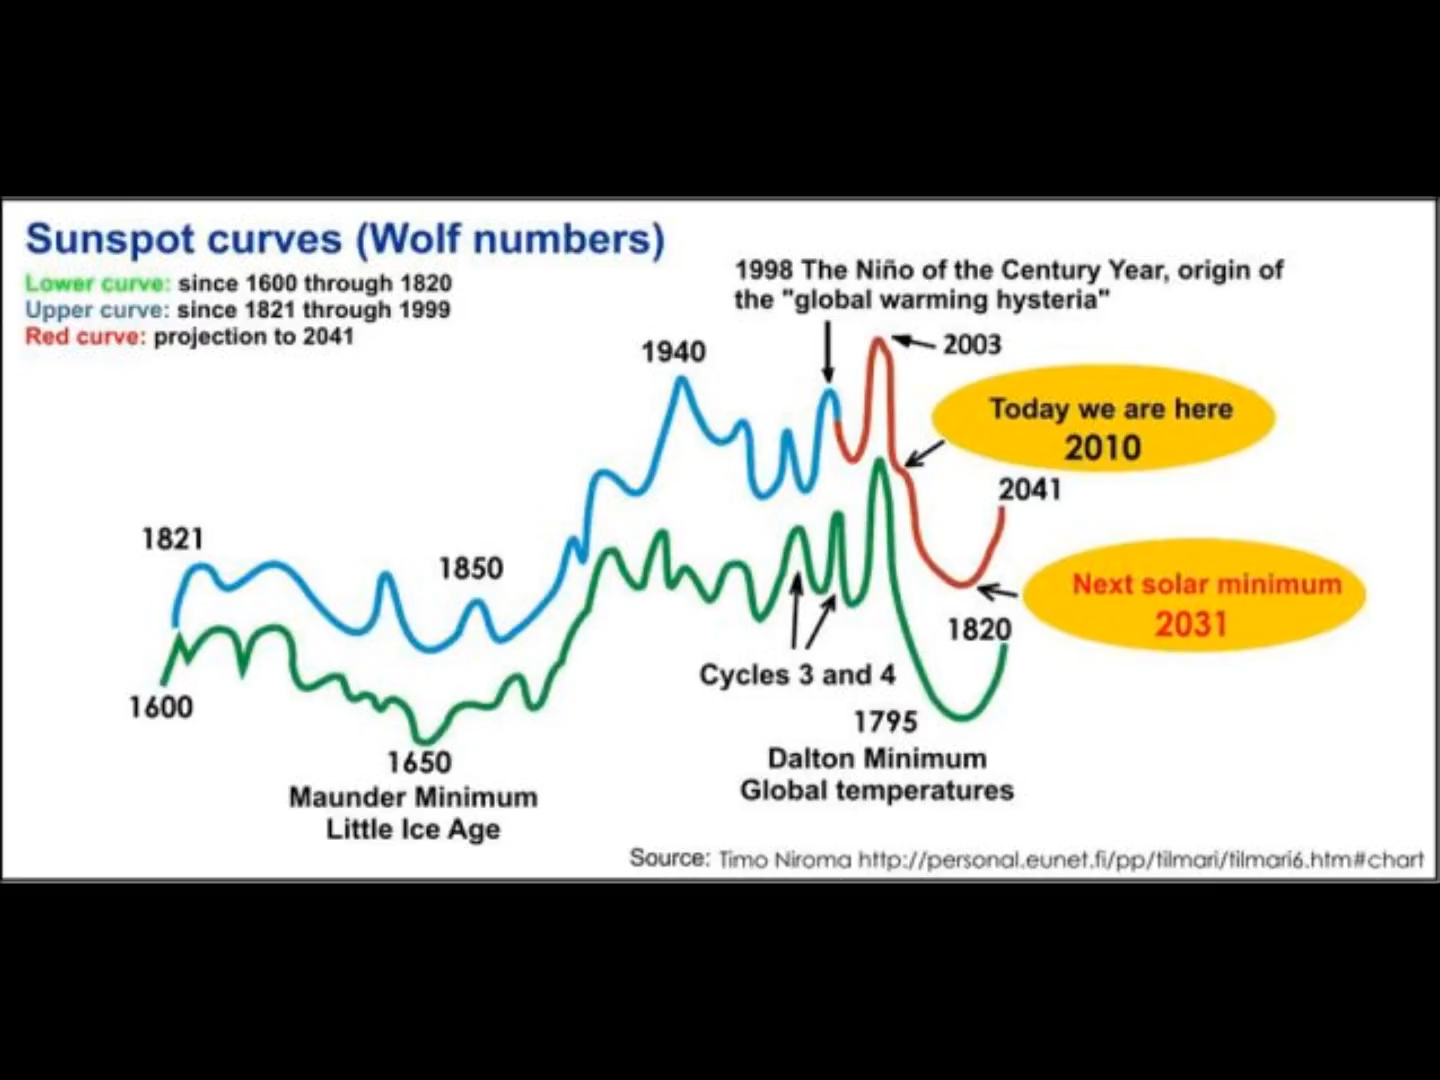 Sunspot curves (Wolf numbers)
Lower curve: since 1600 through 1820
Upper curve: since 1821 through 1999
Red curve: projection to 2041
1998 The Niño of the Century Year, origin of
the "global warming hysteria"
1940
2003
Today we are here
2010
2041
1821
1850
Next solar minimum
2031
1820
1600
Cycles 3 and 4
1795
Dalton Minimum
Global temperatures
1650
Maunder Minimum
Little Ice Age
Source: Timo Niroma http://personal.eunet.fi/pp/tilmari/tilmari6.htm#chart